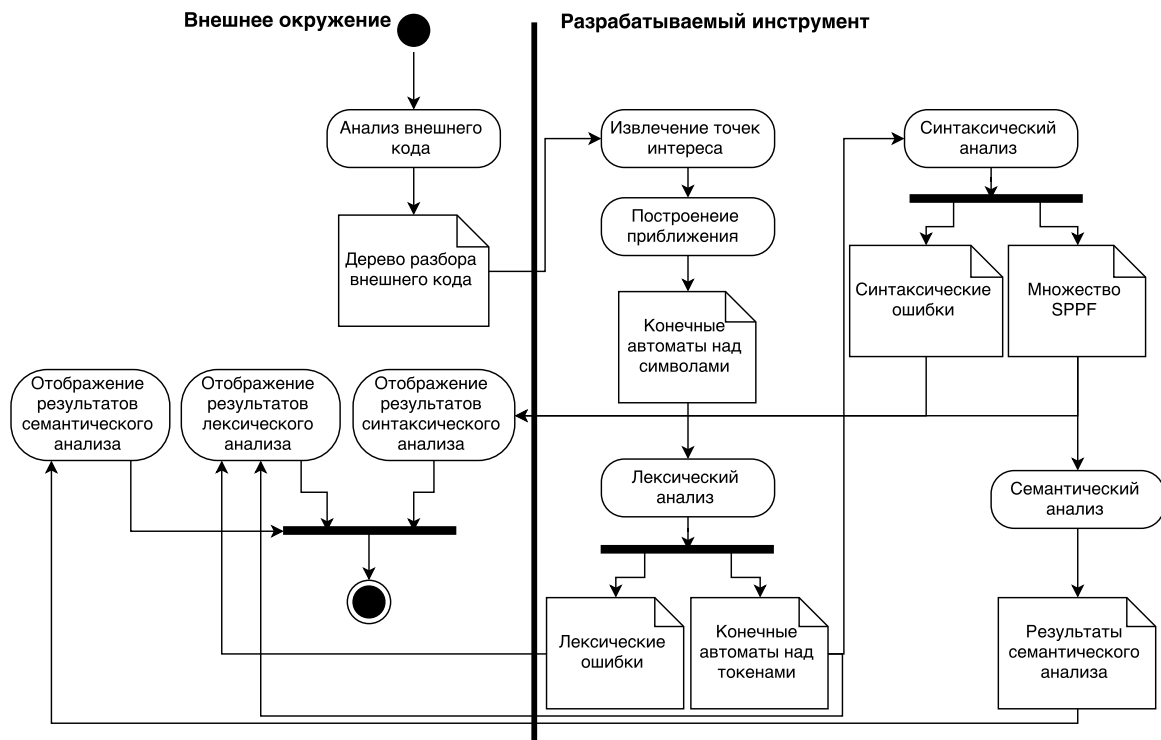 Внешнее окружение
Разрабатываемый инструмент
Анализ внешнего
кода
Извлечение точек
интереса
Синтаксический
анализ
Построенеие
приближения
Дерево разбора
внешнего кода
Синтаксические
ошибки
Множество
SPPF
Конечные
автоматы над
символами
Отображение
результатов
семантического
анализа
Отображение
результатов
лексического
анализа
Отображение
результатов
синтаксического
анализа
Лексический
анализ
Семантический
анализ
Лексические
ошибки
Конечные
автоматы над
токенами
Результаты
семантического
анализа